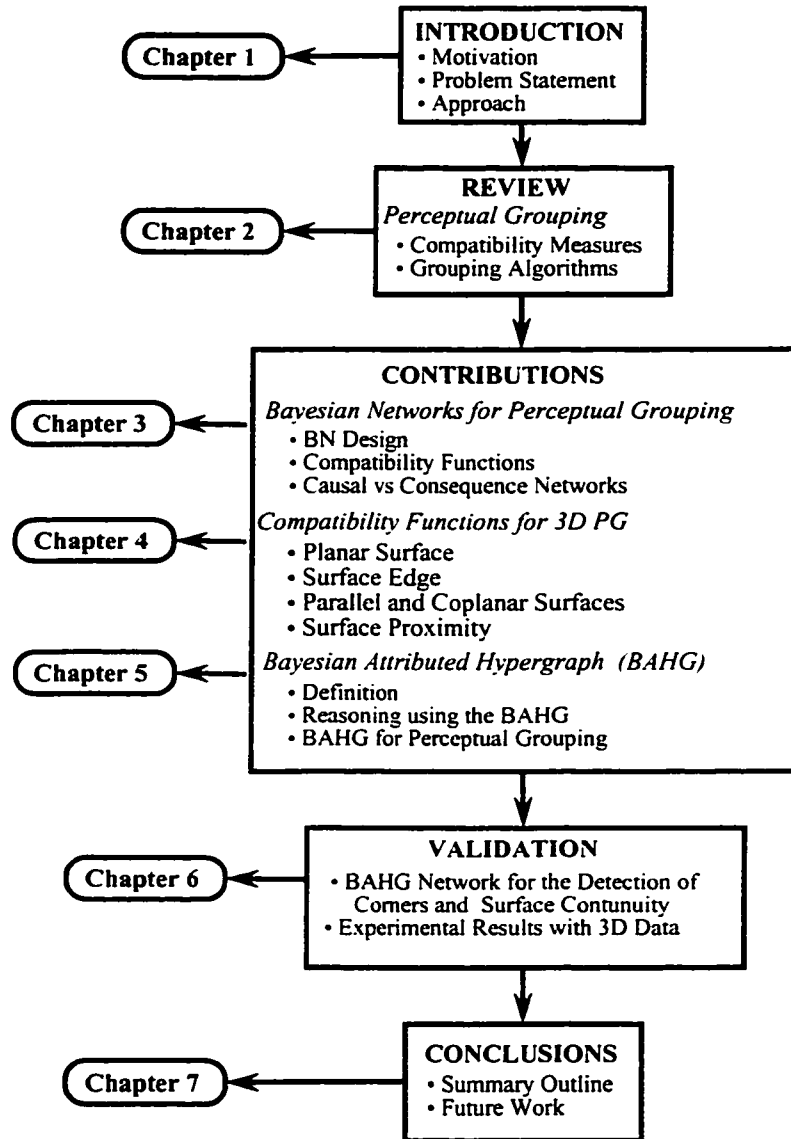 INTRODUCTION
• Motivation
• Problem Statement
• Approach
Chapter 1
REVIEW
Perceptual Grouping
• Compatibility Measures
• Grouping Algorithms
Chapter 2
CONTRIBUTIONS
Bayesian Networks for Perceptual Grouping
• BN Design
• Compatibility Functions
• Causal vs Consequence Networks
Chapter 3
Compatibility Functions for 3D PG
• Planar Surface
• Surface Edge
• Parallel and Coplanar Surfaces
• Surface Proximity
Chapter 4
Bayesian Attributed Hypergraph (BAHG)
• Definition
• Reasoning using the BAHG
• BAHG for Perceptual Grouping
Chapter 5
VALIDATION
• BAHG Network for the Detection of
Corners and Surface Contunuity
• Experimental Results with 3D Data
Chapter 6
CONCLUSIONS
• Summary Outline
• Future Work
Chapter 7